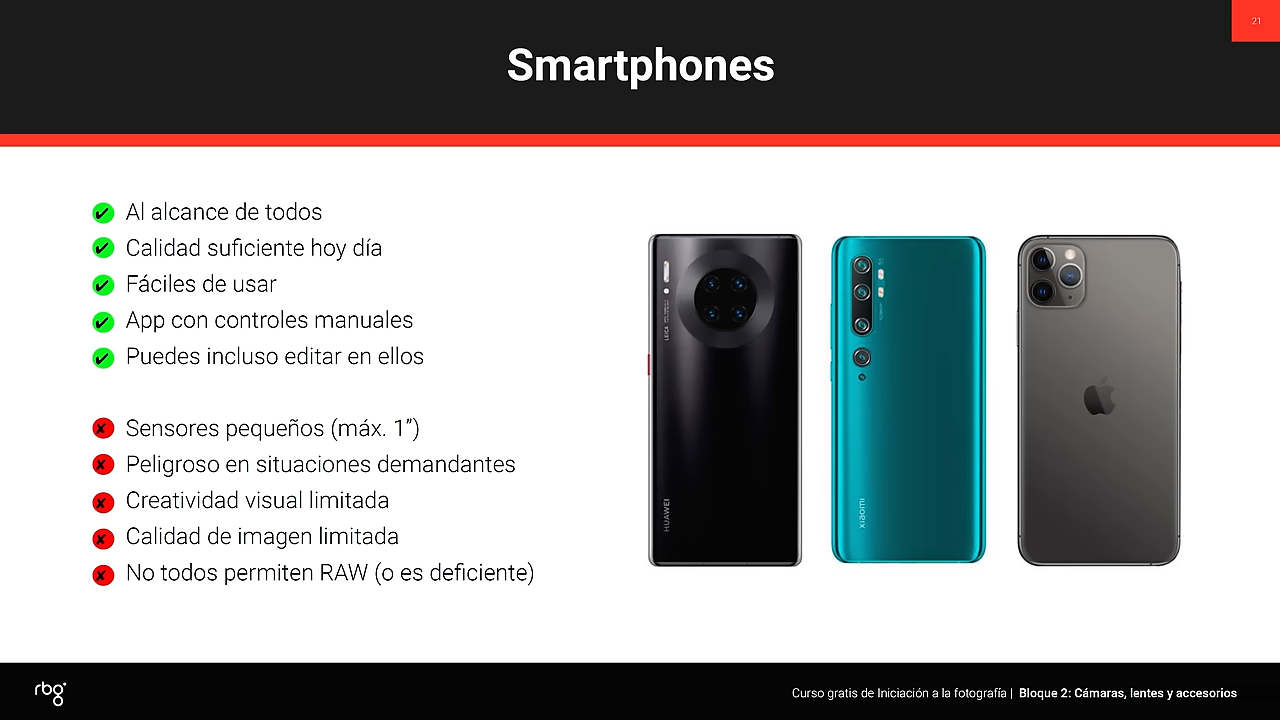 21
Smartphones
Al alcance de todos
Calidad suficiente hoy día
Fáciles de usar
App con controles manuales
Puedes incluso editar en ellos
Sensores pequeños (máx. 1”)
Peligroso en situaciones demandantes
Creatividad visual limitada
Calidad de imagen limitada
No todos permiten RAW (o es deficiente)
LEICA
HUAWEI
xiaomi
rbg
Curso gratis de Iniciación a la fotografía | Bloque 2: Cámaras, lentes y accesorios